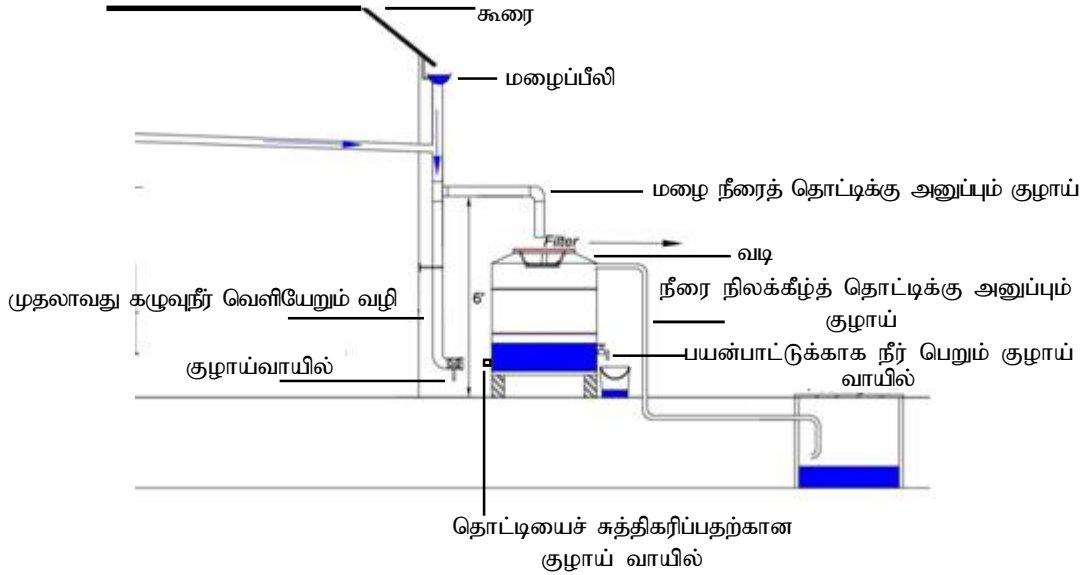 கூரை
மழைப்பீலி
மழை நீரைத் தொட்டிக்கு அனுப்பும் குழாய்
Filter
வடி
முதலாவது கழுவுநீர் வெளியேறும் வழி
6'
நீரை நிலக்கீழ்த் தொட்டிக்கு அனுப்பும்
குழாய்
குழாய்வாயில்
பயன்பாட்டுக்காக நீர் பெறும் குழாய்
வாயில்
தொட்டியைச் சுத்திகரிப்பதற்கான
குழாய் வாயில்